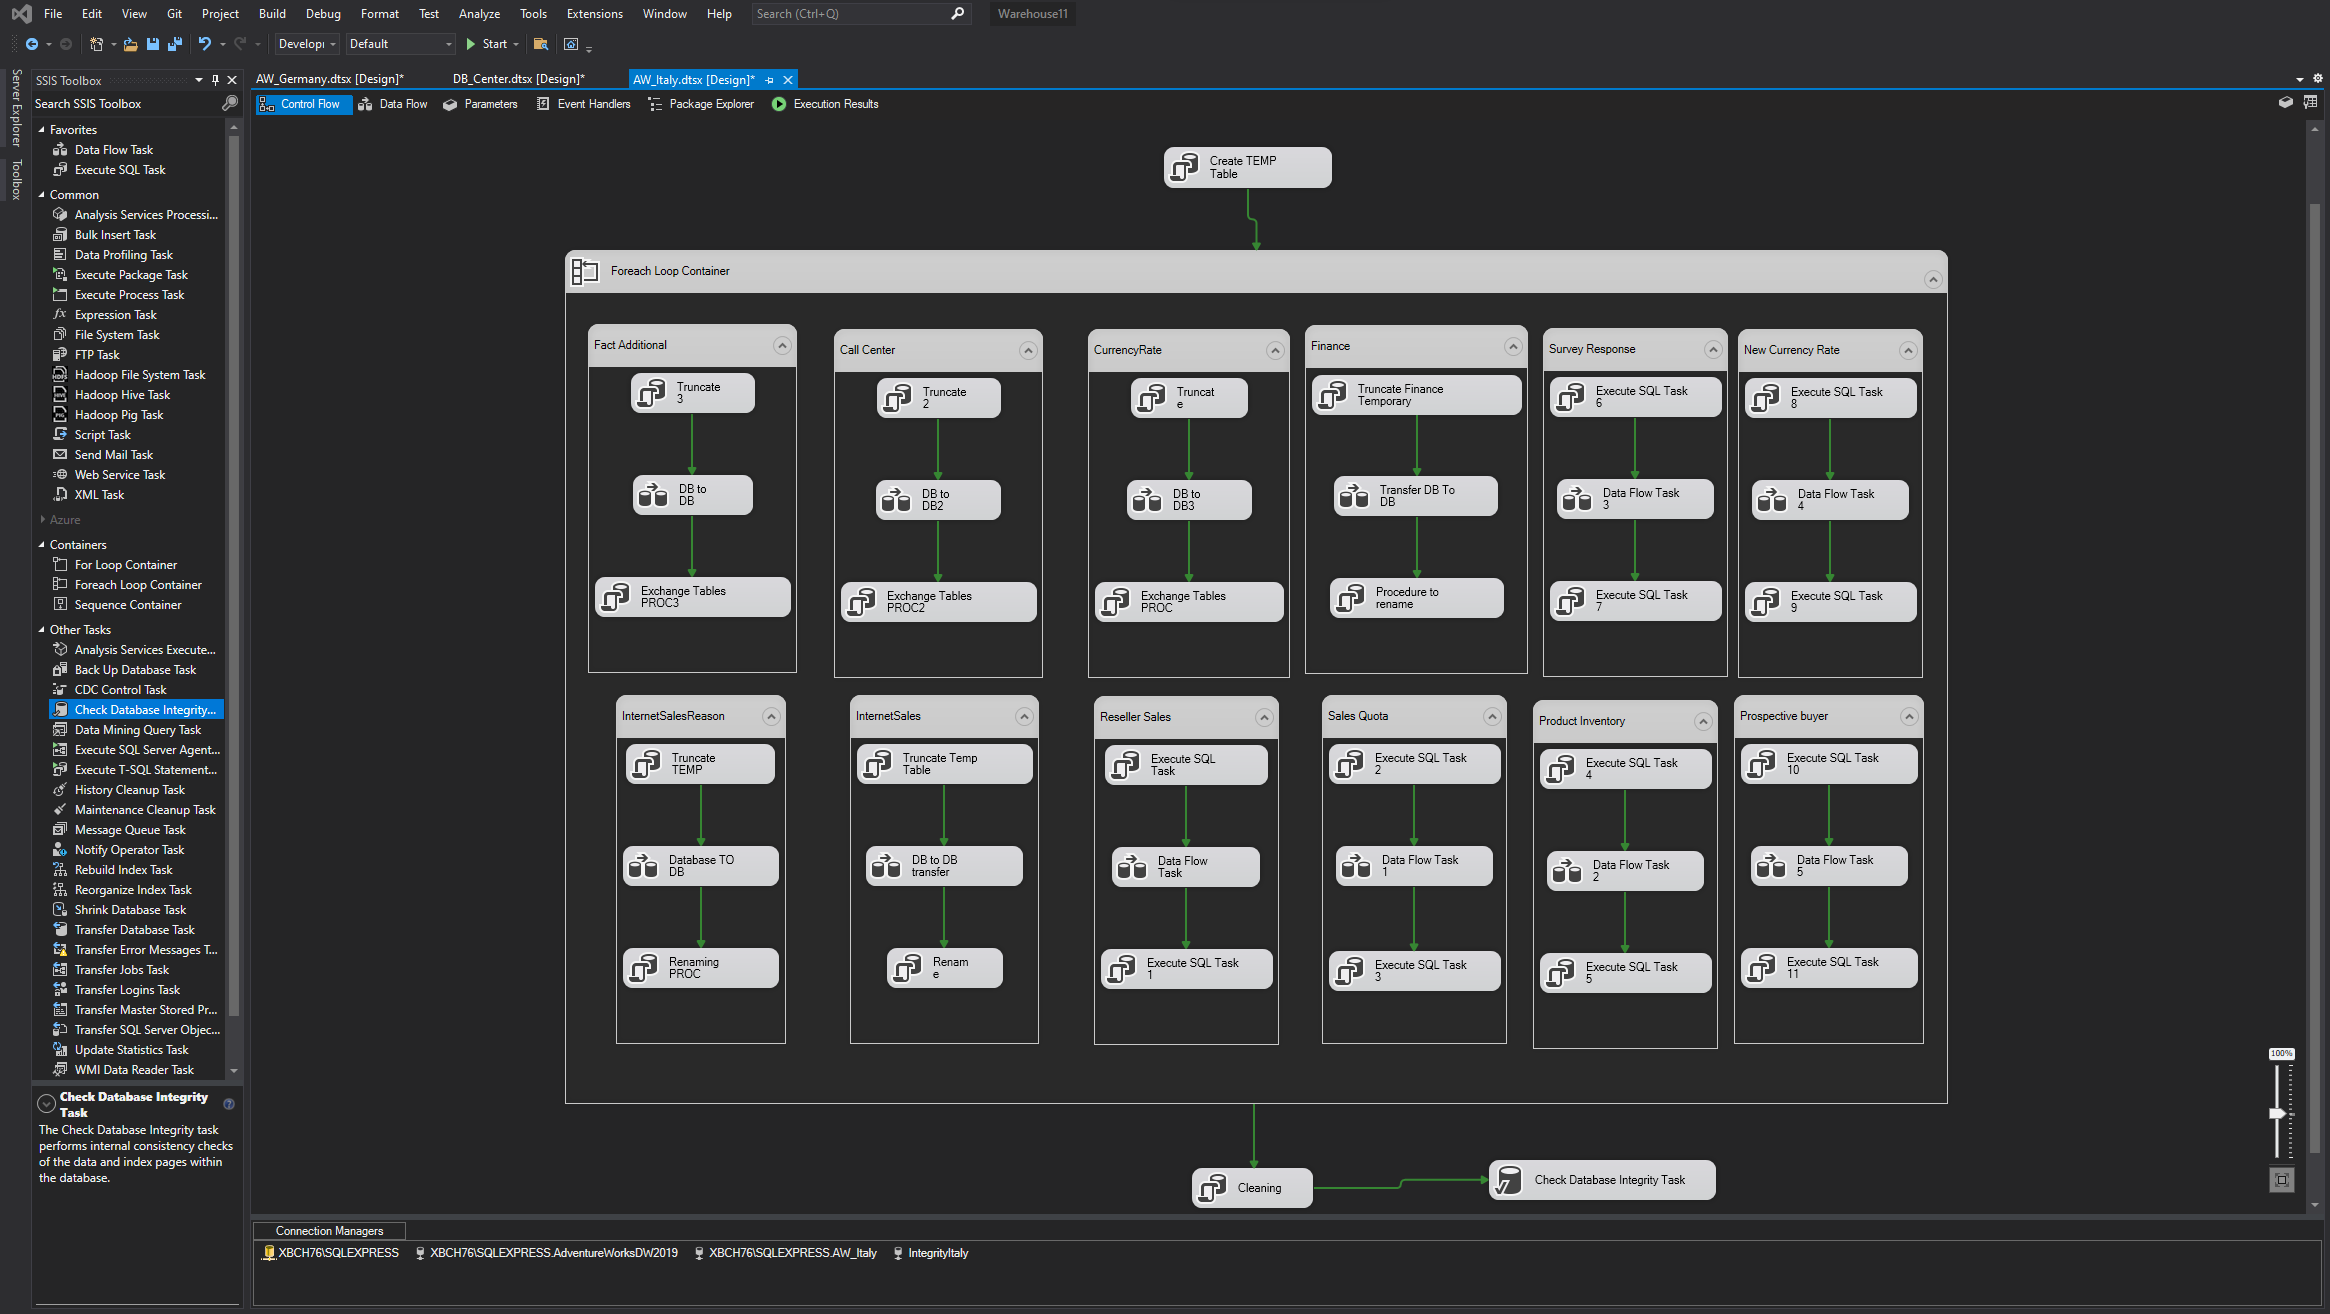 File Edit View Git Project Build Debug Format Test Analyze Tools Extensions Window Help Search (Ctrl+Q) Warehouse11
Develop Default Start
Server Explorer
Toolbox
SSIS Toolbox
Search SSIS Toolbox
Favorites
Data Flow Task
Execute SQL Task
Common
Analysis Services Processi...
Bulk Insert Task
Data Profiling Task
Execute Package Task
Execute Process Task
Expression Task
File System Task
FTP Task
Hadoop File System Task
Hadoop Hive Task
Hadoop Pig Task
Script Task
Send Mail Task
Web Service Task
XML Task
Azure
Containers
For Loop Container
Foreach Loop Container
Sequence Container
Other Tasks
Analysis Services Execute...
Back Up Database Task
CDC Control Task
Check Database Integrity...
Data Mining Query Task
Execute SQL Server Agent...
Execute T-SQL Statement...
History Cleanup Task
Maintenance Cleanup Task
Message Queue Task
Notify Operator Task
Rebuild Index Task
Reorganize Index Task
Shrink Database Task
Transfer Database Task
Transfer Error Messages T...
Transfer Jobs Task
Transfer Logins Task
Transfer Master Stored Pr...
Transfer SQL Server Objec...
Update Statistics Task
WMI Data Reader Task
Check Database Integrity
Task
The Check Database Integrity task
performs internal consistency checks
of the data and index pages within
the database.
AW_Germany.dtsx [Design]* DB_Center.dtsx [Design]* AW_Italy.dtsx [Design]*
Control Flow Data Flow Parameters Event Handlers Package Explorer Execution Results
Create TEMP
Table
Foreach Loop Container
Fact Additional
Truncate
3
DB to
DB
Exchange Tables
PROC3
Call Center
Truncate
2
DB to
DB2
Exchange Tables
PROC2
CurrencyRate
Truncat
e
DB to
DB3
Exchange Tables
PROC
Finance
Truncate Finance
Temporary
Transfer DB To
DB
Procedure to
rename
Survey Response
Execute SQL Task
6
Data Flow Task
3
Execute SQL Task
7
New Currency Rate
Execute SQL Task
8
Data Flow Task
4
Execute SQL Task
9
InternetSalesReason
Truncate
TEMP
Database TO
DB
Renaming
PROC
InternetSales
Truncate Temp
Table
DB to DB
transfer
Renam
e
Reseller Sales
Execute SQL
Task
Data Flow
Task
Execute SQL Task
1
Sales Quota
Execute SQL Task
2
Data Flow Task
1
Execute SQL Task
3
Product Inventory
Execute SQL Task
4
Data Flow Task
2
Execute SQL Task
5
Prospective buyer
Execute SQL Task
10
Data Flow Task
5
Execute SQL Task
11
Cleaning
Check Database Integrity Task
100%
Connection Managers
XBCH76\SQLEXPRESS XBCH76\SQLEXPRESS.AdventureWorksDW2019 XBCH76\SQLEXPRESS.AW_Italy IntegrityItaly